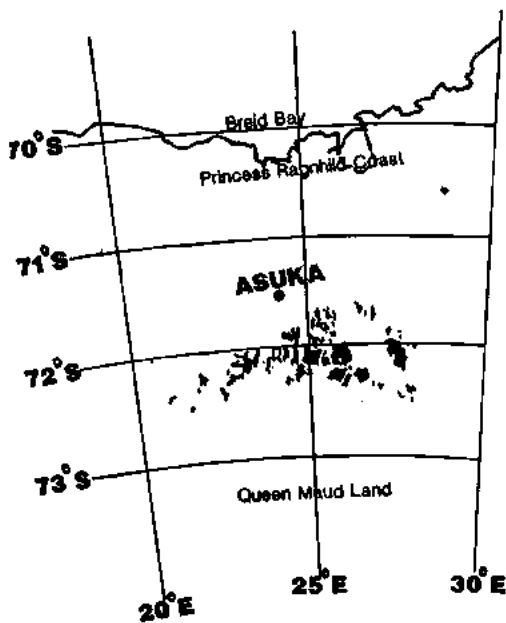 Breid Bay
70°S
Princess Ragnhild Coast
71°S
ASUKA
72°S
73°S
Queen Maud Land
20°E
25°E
30°E